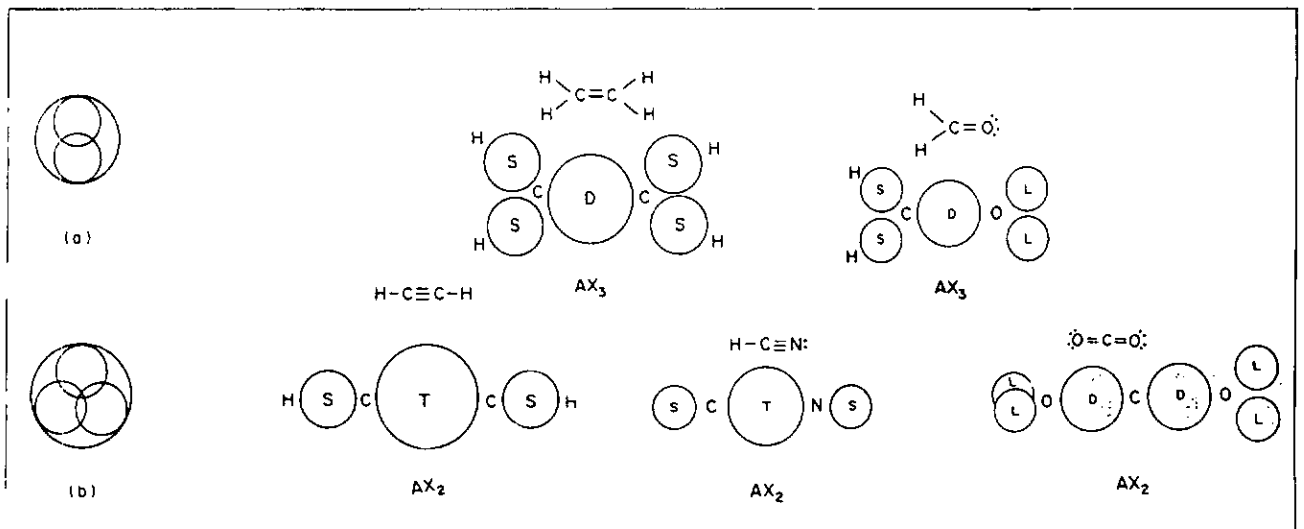 H H
C=C
H H
H
C=O:
H
H S S H
C D C
H S S H
H S L
C D O
H S L
(a)
AX₃
AX₃
H-C≡C-H
H-C≡N:
:O=C=O:
H S C T C S h
S C T N S
L L O D C D O L L
(b)
AX₂
AX₂
AX₂